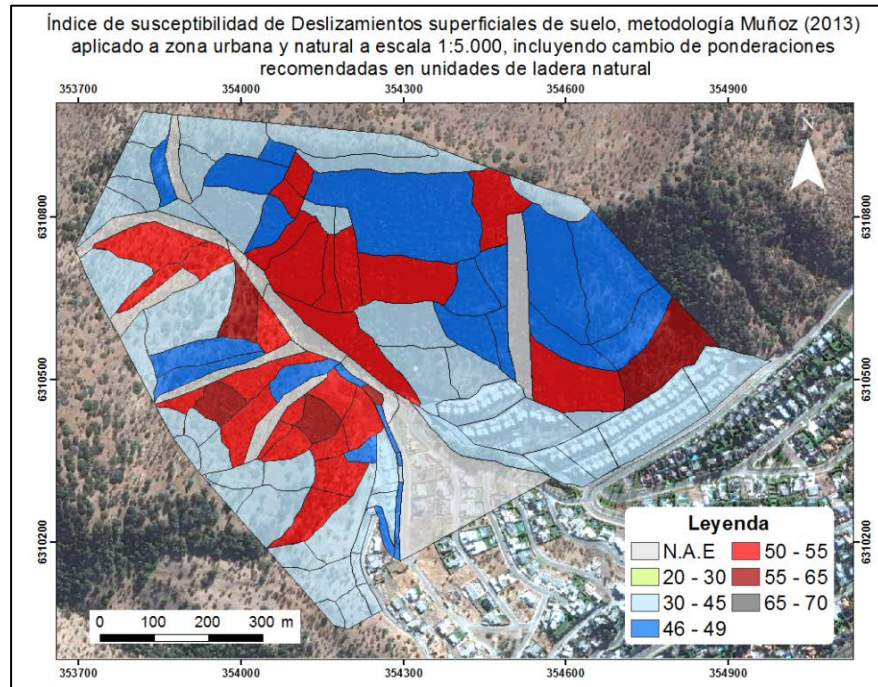 Índice de susceptibilidad de Deslizamientos superficiales de suelo, metodología Muñoz (2013)
aplicado a zona urbana y natural a escala 1:5.000, incluyendo cambio de ponderaciones
recomendadas en unidades de ladera natural
353700 354000 354300 354600 354900
N
6310800 6310800
6310500 6310500
6310200 6310200
Leyenda
N.A.E 50 - 55
20 - 30 55 - 65
30 - 45 65 - 70
46 - 49
0 100 200 300 m
353700 354000 354300 354600 354900